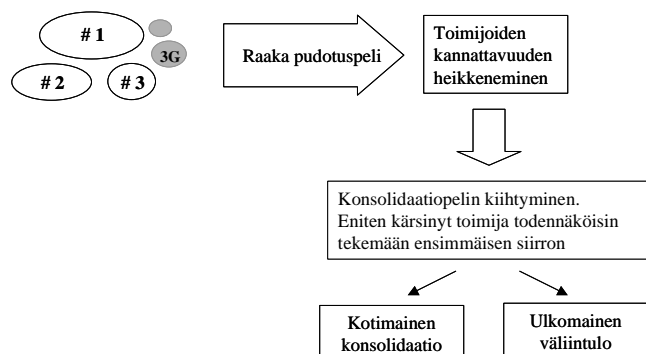 # 1
3G
# 2
# 3
Raaka pudotuspeli
Toimijoiden
kannattavuuden
heikkeneminen
Konsolidaatiopelin kiihtyminen.
Eniten kärsinyt toimija todennäköisin
tekemään ensimmäisen siirron
Kotimainen
konsolidaatio
Ulkomainen
väliintulo